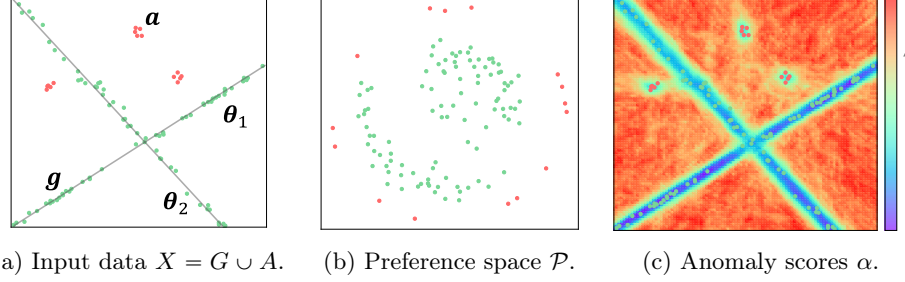 a
θ1
g
θ2
a) Input data X = G ∪ A.
(b) Preference space P.
(c) Anomaly scores α.